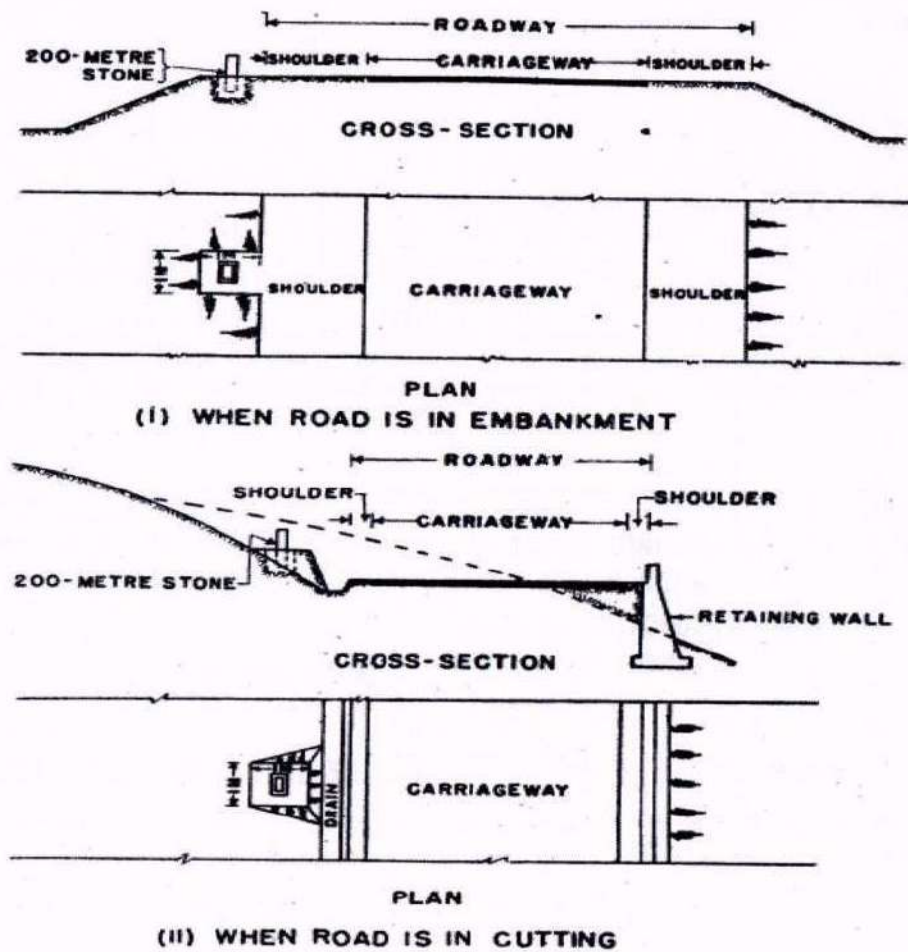 ROADWAY
200-METRE
STONE
SHOULDER
CARRIAGEWAY
SHOULDER
CROSS-SECTION
SHOULDER
CARRIAGEWAY
SHOULDER
PLAN
(I) WHEN ROAD IS IN EMBANKMENT
ROADWAY
SHOULDER
SHOULDER
CARRIAGEWAY
200-METRE STONE
RETAINING WALL
CROSS-SECTION
CARRIAGEWAY
DRAIN
PLAN
(II) WHEN ROAD IS IN CUTTING